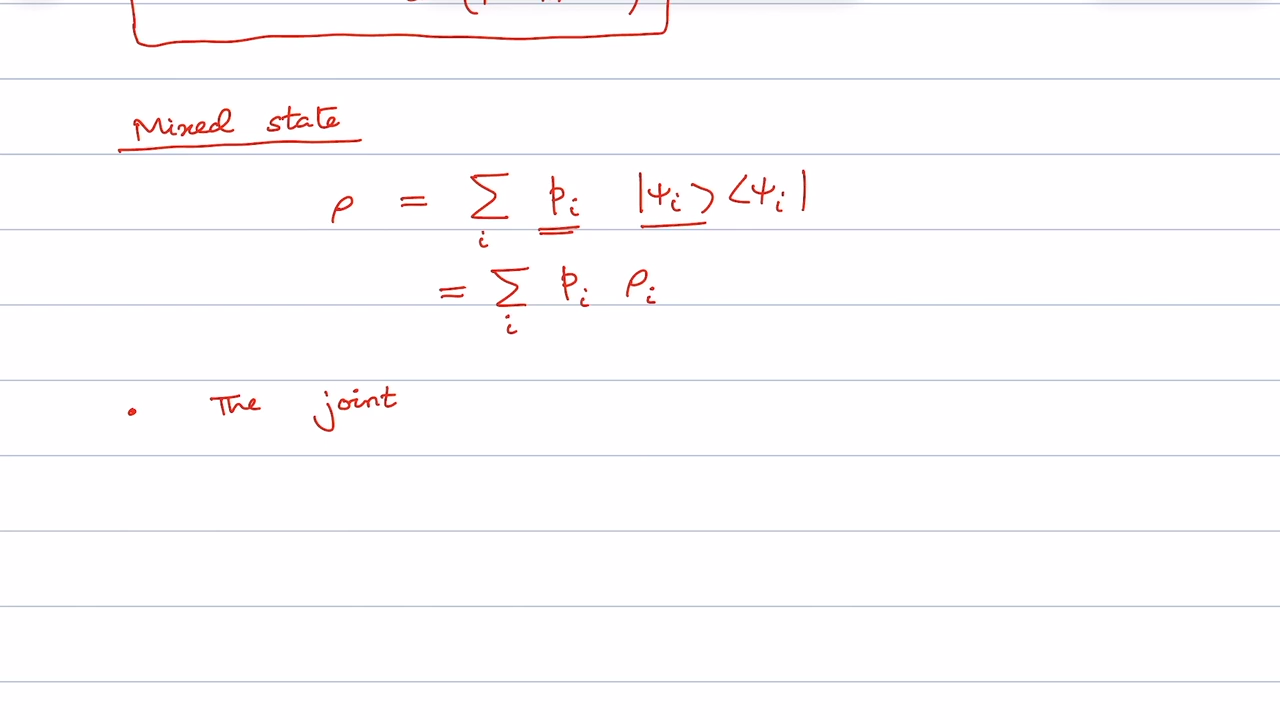 Mixed state
ρ = Σ_i p_i |ψ_i⟩⟨ψ_i|
= Σ_i p_i ρ_i
• The joint